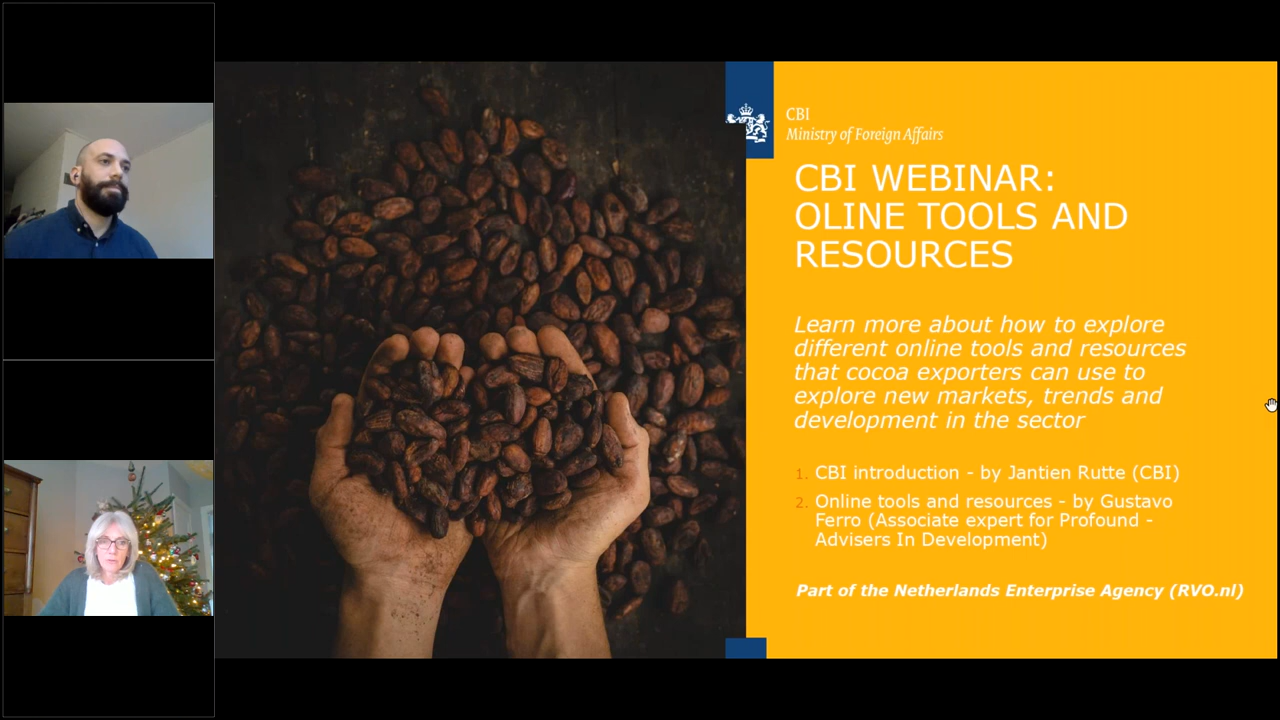 CBI
Ministry of Foreign Affairs
CBI WEBINAR:
OLINE TOOLS AND
RESOURCES
Learn more about how to explore
different online tools and resources
that cocoa exporters can use to
explore new markets, trends and
development in the sector
1. CBI introduction - by Jantien Rutte (CBI)
2. Online tools and resources - by Gustavo
Ferro (Associate expert for Profound -
Advisers In Development)
Part of the Netherlands Enterprise Agency (RVO.nl)